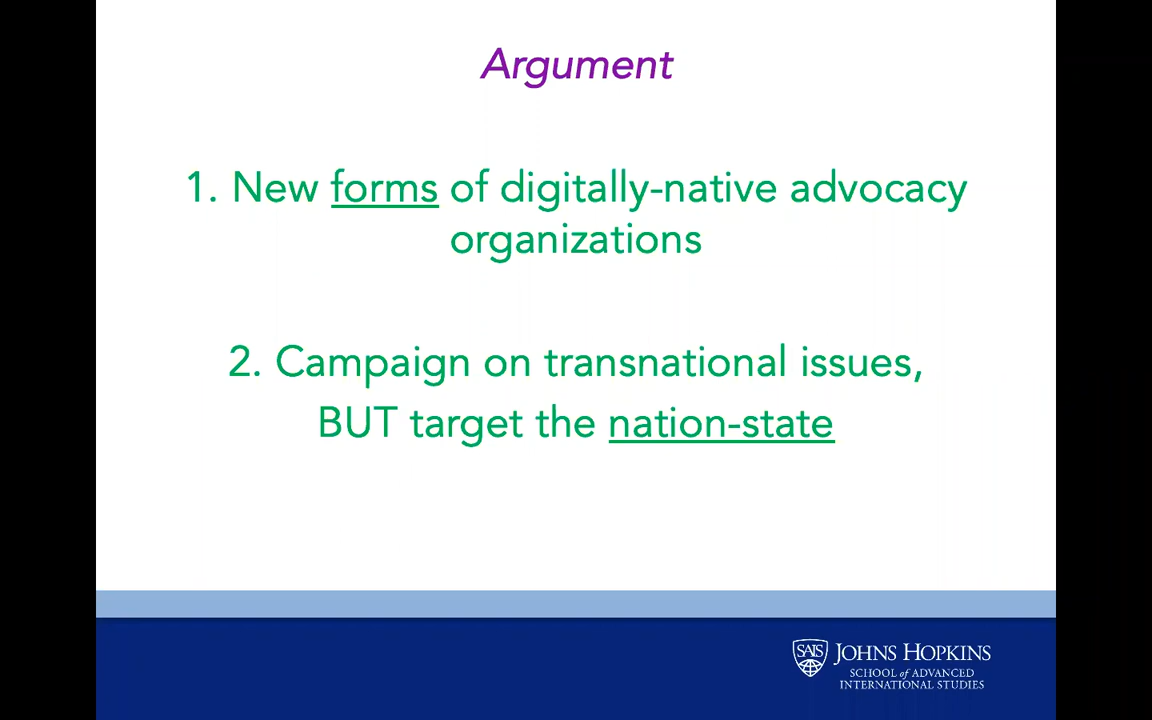 Argument
1. New forms of digitally-native advocacy
organizations
2. Campaign on transnational issues,
BUT target the nation-state
SAIS
JOHNS HOPKINS
SCHOOL of ADVANCED
INTERNATIONAL STUDIES